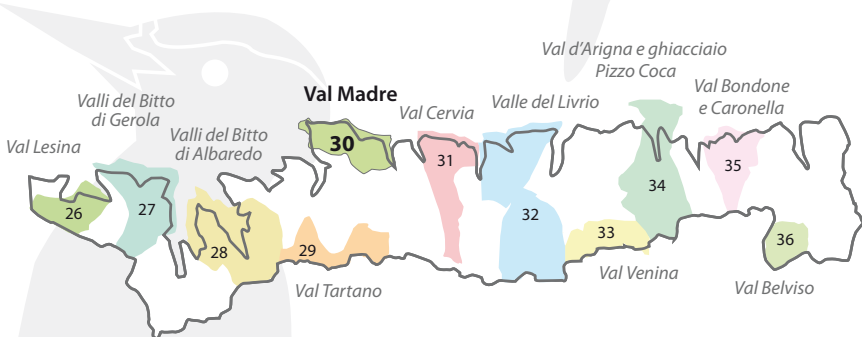 Val d'Arigna e ghiacciaio
Pizzo Coca
Val Bondone
e Caronella
Val Madre
Valli del Bitto
di Gerola
Val Cervia
Valle del Livrio
Valli del Bitto
di Albaredo
Val Lesina
30
31
35
34
26
27
32
33
36
28
29
Val Venina
Val Tartano
Val Belviso